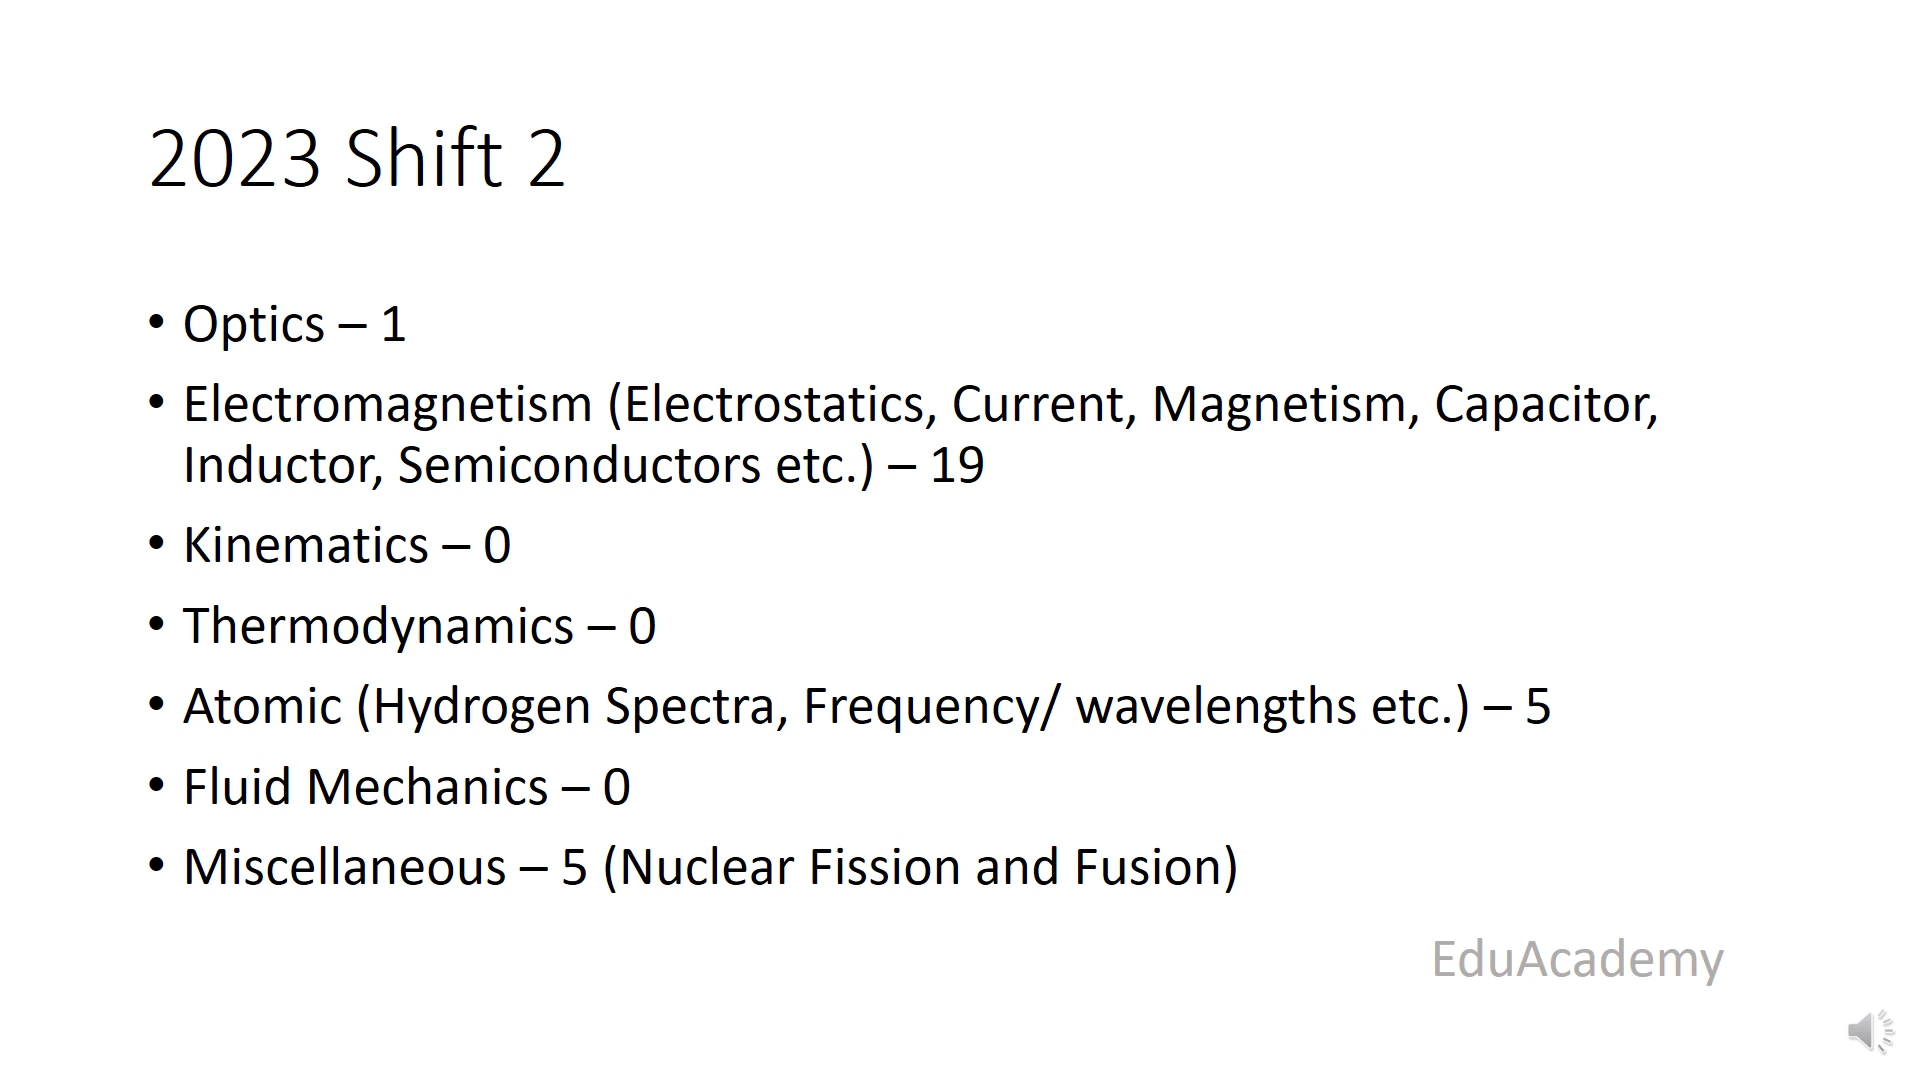 2023 Shift 2
• Optics – 1
• Electromagnetism (Electrostatics, Current, Magnetism, Capacitor,
Inductor, Semiconductors etc.) – 19
• Kinematics – 0
• Thermodynamics – 0
• Atomic (Hydrogen Spectra, Frequency/ wavelengths etc.) – 5
• Fluid Mechanics – 0
• Miscellaneous – 5 (Nuclear Fission and Fusion)
EduAcademy